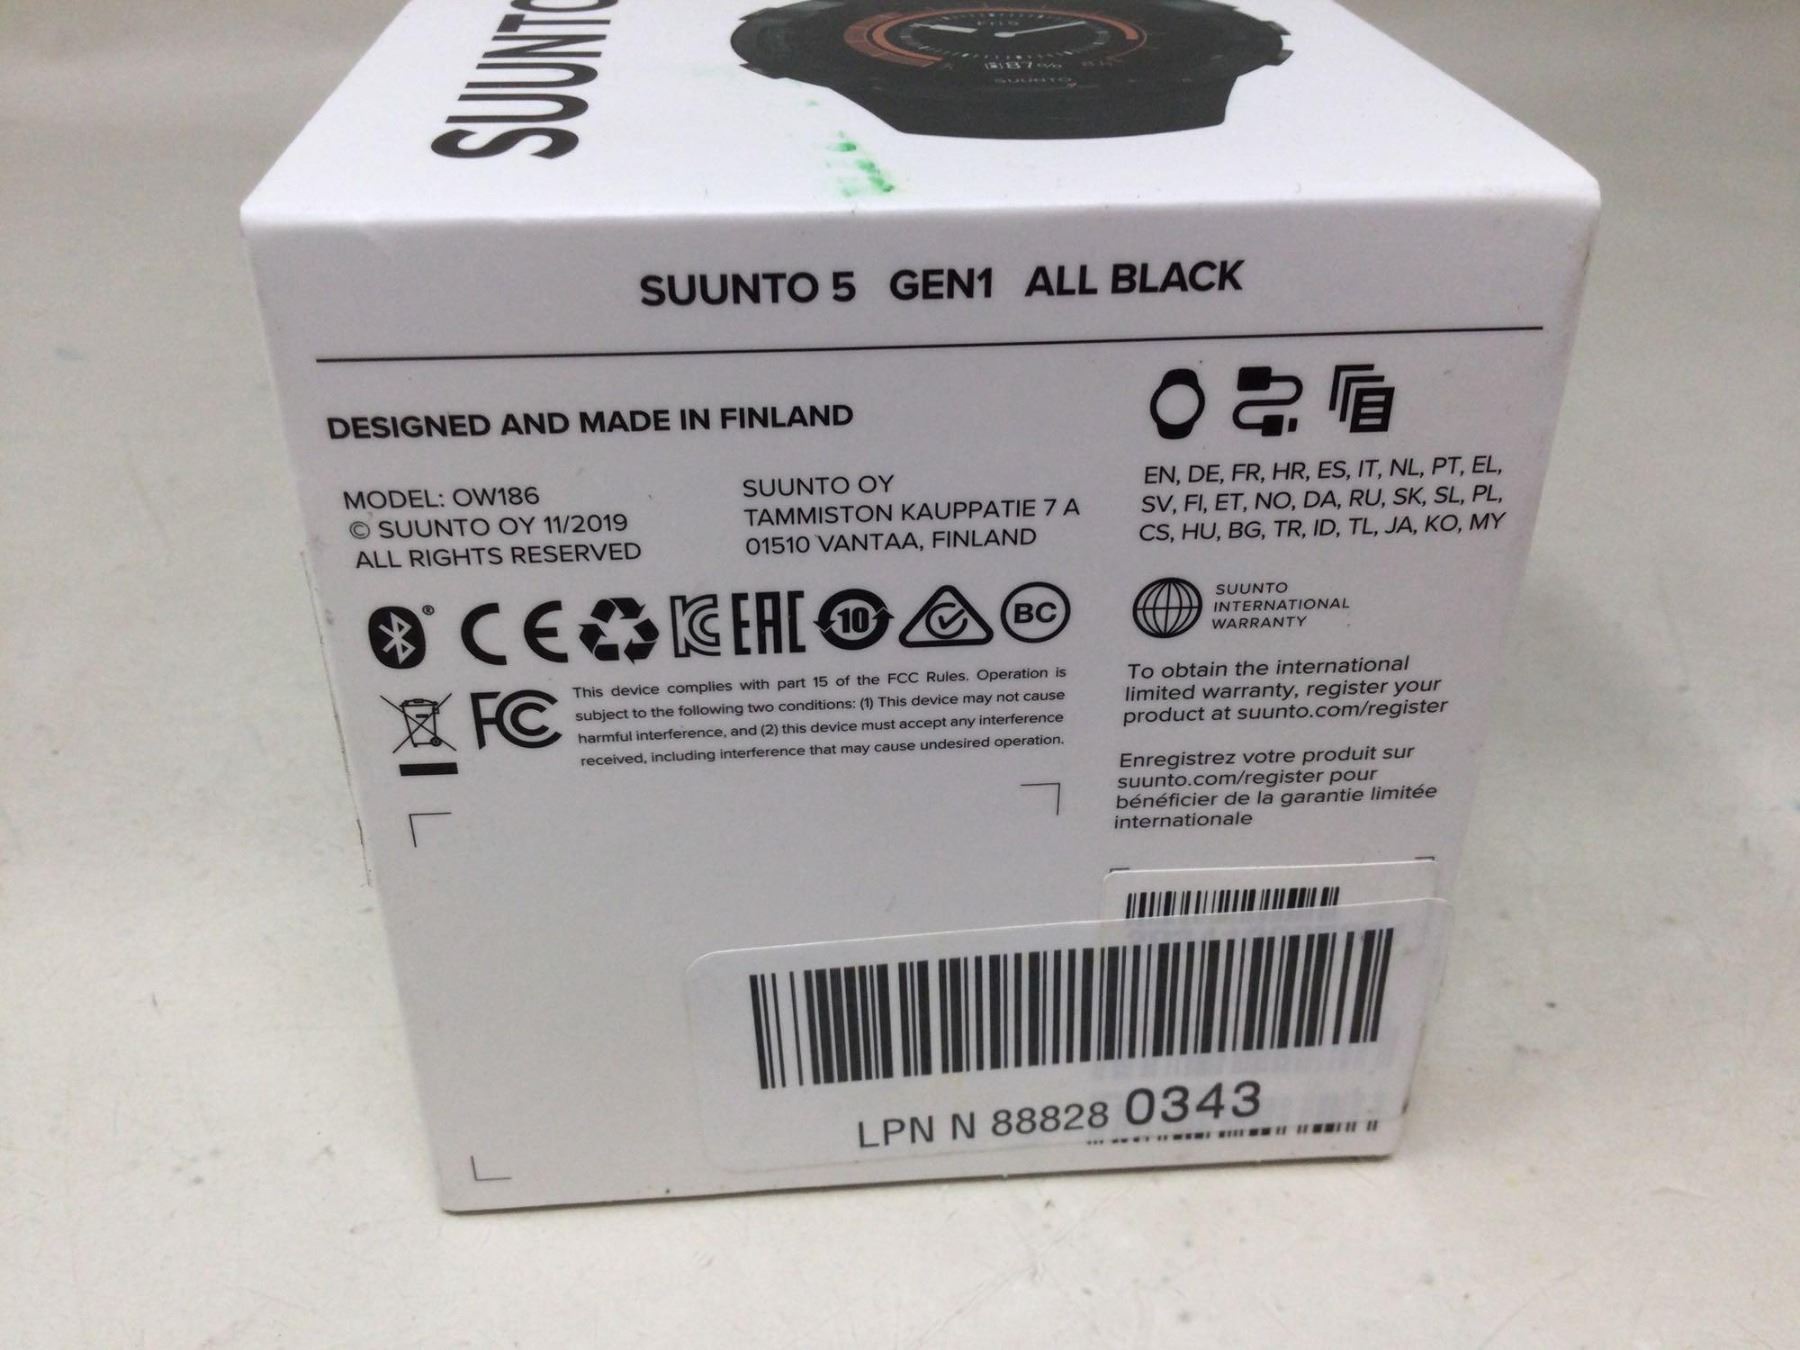 SUUNTO
87%
SUUNTO
SUUNTO 5 GEN1 ALL BLACK
DESIGNED AND MADE IN FINLAND
MODEL: OW186
© SUUNTO OY 11/2019
ALL RIGHTS RESERVED
SUUNTO OY
TAMMISTON KAUPPATIE 7 A
01510 VANTAA, FINLAND
EN, DE, FR, HR, ES, IT, NL, PT, EL,
SV, FI, ET, NO, DA, RU, SK, SL, PL,
CS, HU, BG, TR, ID, TL, JA, KO, MY
® CE KC EAC 10 BC
SUUNTO
INTERNATIONAL
WARRANTY
FC
This device complies with part 15 of the FCC Rules. Operation is
subject to the following two conditions: (1) This device may not cause
harmful interference, and (2) this device must accept any interference
received, including interference that may cause undesired operation.
To obtain the international
limited warranty, register your
product at suunto.com/register
Enregistrez votre produit sur
suunto.com/register pour
bénéficier de la garantie limitée
internationale
LPN N 88828 0343